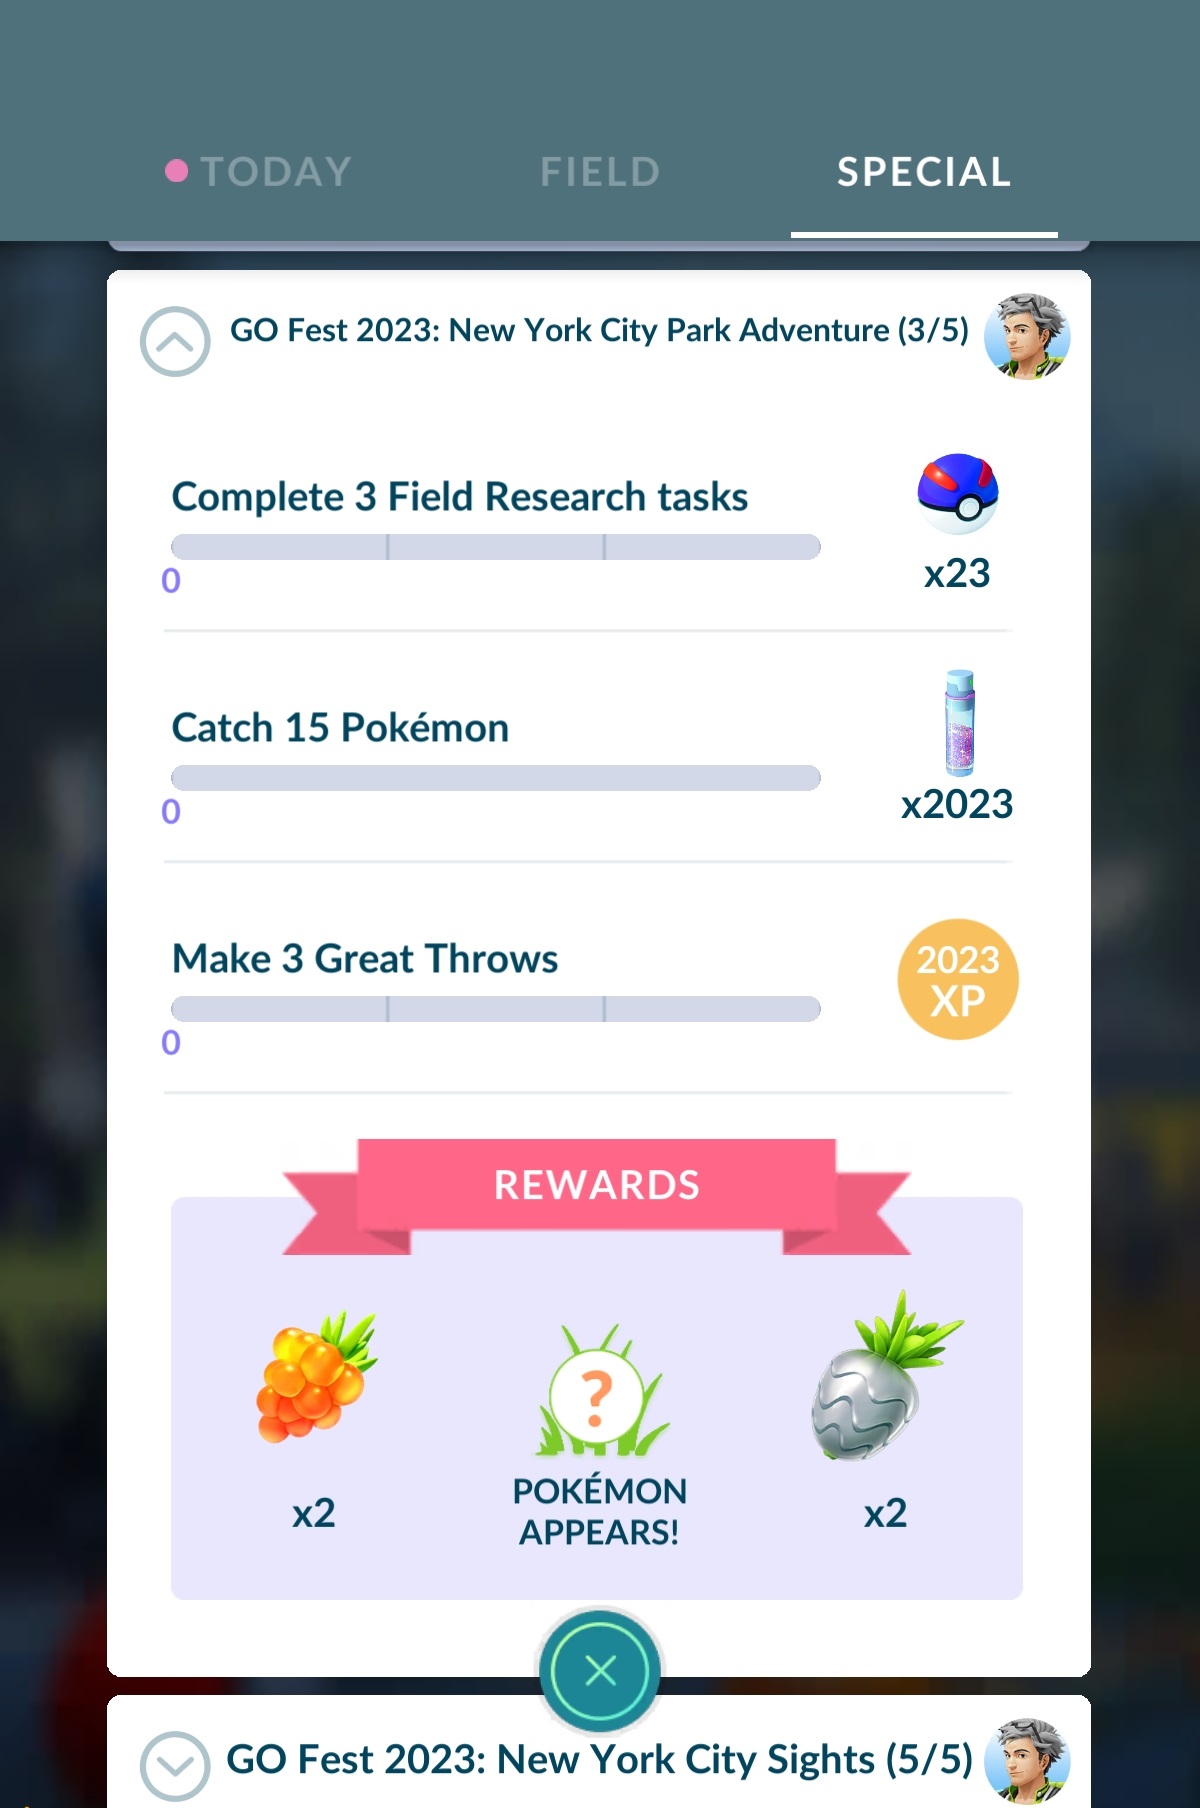 TODAY
FIELD
SPECIAL
GO Fest 2023: New York City Park Adventure (3/5)
Complete 3 Field Research tasks
0
x23
Catch 15 Pokémon
0
x2023
Make 3 Great Throws
0
2023
XP
REWARDS
x2
?
POKÉMON
APPEARS!
x2
GO Fest 2023: New York City Sights (5/5)